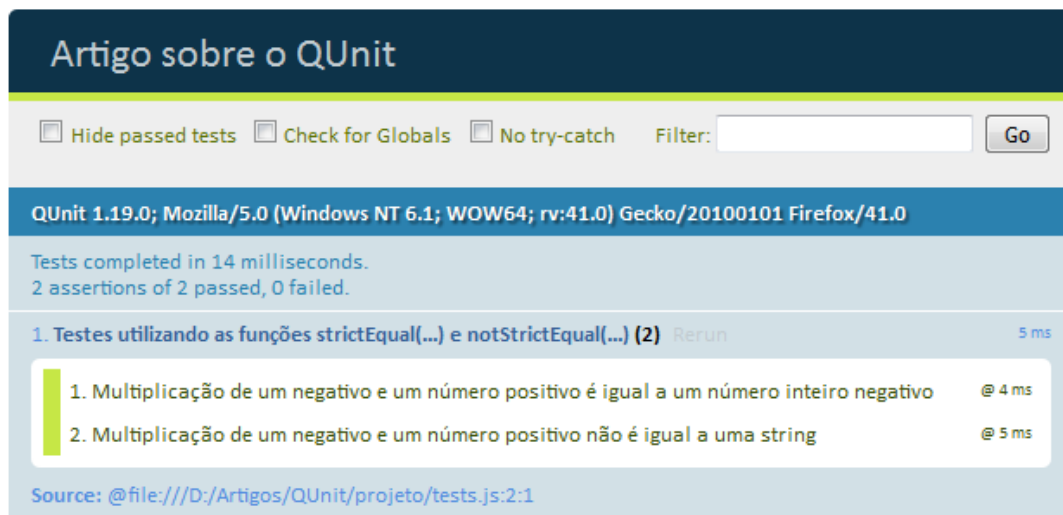 Artigo sobre o QUnit
Hide passed tests Check for Globals No try-catch Filter: Go
QUnit 1.19.0; Mozilla/5.0 (Windows NT 6.1; WOW64; rv:41.0) Gecko/20100101 Firefox/41.0
Tests completed in 14 milliseconds.
2 assertions of 2 passed, 0 failed.
1. Testes utilizando as funções strictEqual(...) e notStrictEqual(...) (2) Rerun 5 ms
1. Multiplicação de um negativo e um número positivo é igual a um número inteiro negativo @ 4 ms
2. Multiplicação de um negativo e um número positivo não é igual a uma string @ 5 ms
Source: @file:///D:/Artigos/QUnit/projeto/tests.js:2:1